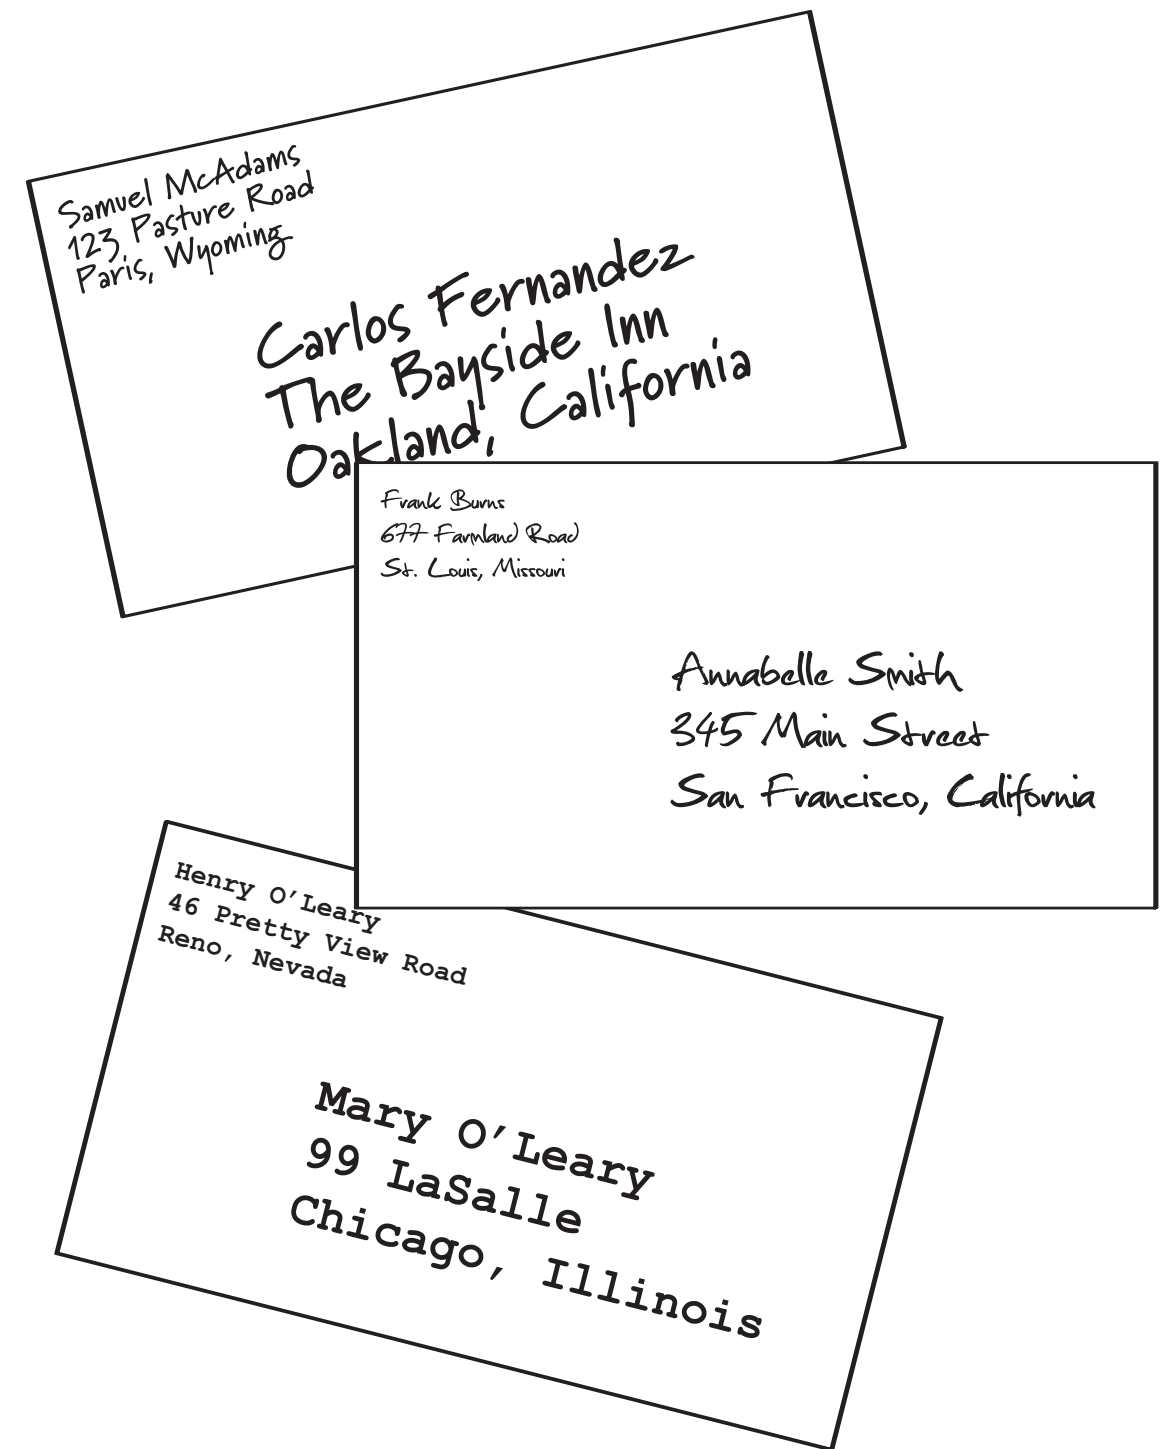 Samuel McAdams
123 Pasture Road
Paris, Wyoming
Carlos Fernandez
The Bayside Inn
Oakland, California
Frank Burns
677 Farmland Road
St. Louis, Missouri
Annabelle Smith
345 Main Street
San Francisco, California
Henry O'Leary
46 Pretty View Road
Reno, Nevada
Mary O'Leary
99 LaSalle
Chicago, Illinois